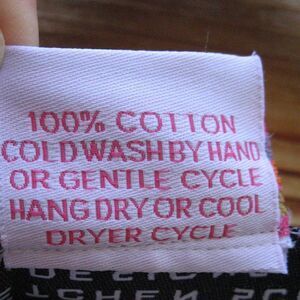 100% COTTON
COLD WASH BY HAND
OR GENTLE CYCLE
HANG DRY OR COOL
DRYER CYCLE